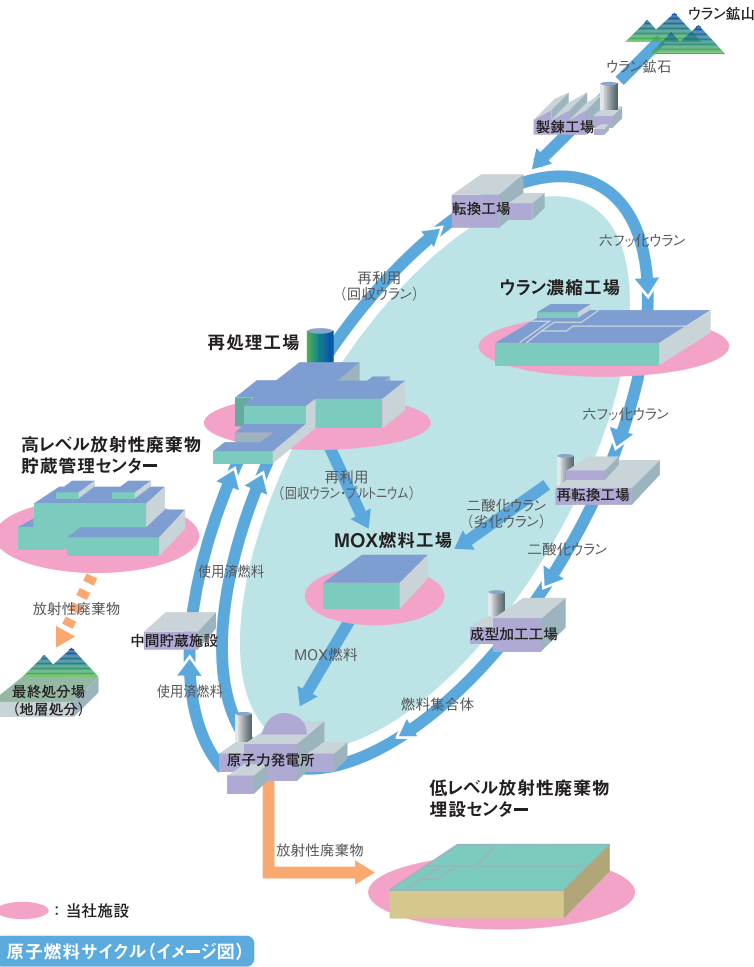 ウラン鉱山
ウラン鉱石
製錬工場
転換工場
六フッ化ウラン
再利用
（回収ウラン）
ウラン濃縮工場
再処理工場
六フッ化ウラン
高レベル放射性廃棄物
貯蔵管理センター
再利用
（回収ウラン・プルトニウム）
再転換工場
二酸化ウラン
（劣化ウラン）
MOX燃料工場
二酸化ウラン
使用済燃料
放射性廃棄物
中間貯蔵施設
成型加工工場
MOX燃料
最終処分場
（地層処分）
使用済燃料
燃料集合体
原子力発電所
低レベル放射性廃棄物
埋設センター
放射性廃棄物
：当社施設
原子燃料サイクル（イメージ図）